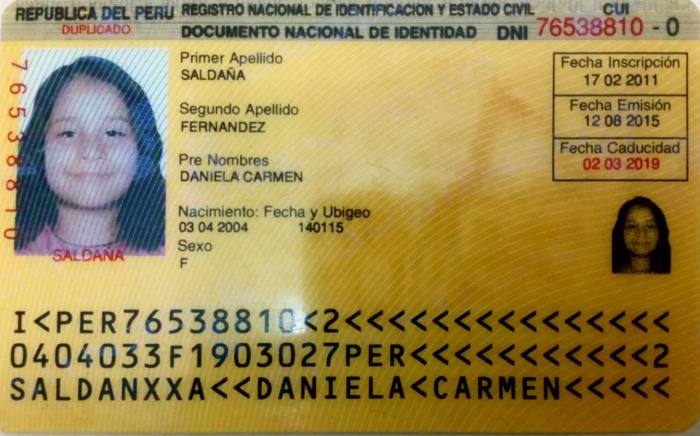 REPUBLICA DEL PERU REGISTRO NACIONAL DE IDENTIFICACION Y ESTADO CIVIL CUI
DUPLICADO DOCUMENTO NACIONAL DE IDENTIDAD DNI 76538810 - 0
76538810
Primer Apellido
SALDAÑA
Segundo Apellido
FERNANDEZ
Pre Nombres
DANIELA CARMEN
Nacimiento: Fecha y Ubigeo
03 04 2004 140115
Sexo
F
SALDAÑA
Fecha Inscripción
17 02 2011
Fecha Emisión
12 08 2015
Fecha Caducidad
02 03 2019
I<PER76538810<2<<<<<<<<<<<<<<<
0404033F1903027PER<<<<<<<<<<<2
SALDANXXA<<DANIELA<CARMEN<<<<<